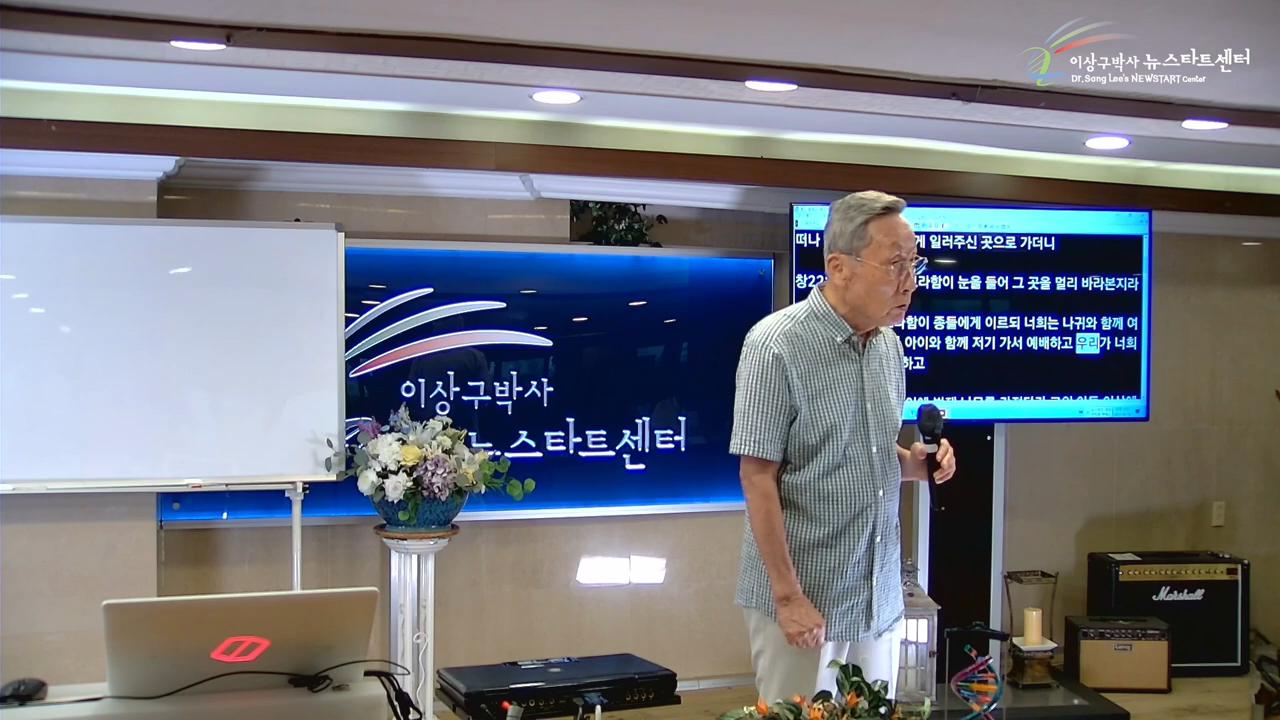 이상구박사 뉴스타트센터
Dr. Sang Lee's NEWSTART Center
떠나 게 일러주신 곳으로 가더니
창22 라함이 눈을 들어 그 곳을 멀리 바라본지라
라함이 종들에게 이르되 너희는 나귀와 함께 여
아이와 함께 저기 가서 예배하고 우리가 너희
하고
이상구박사
뉴스타트센터
Marshall
Laney